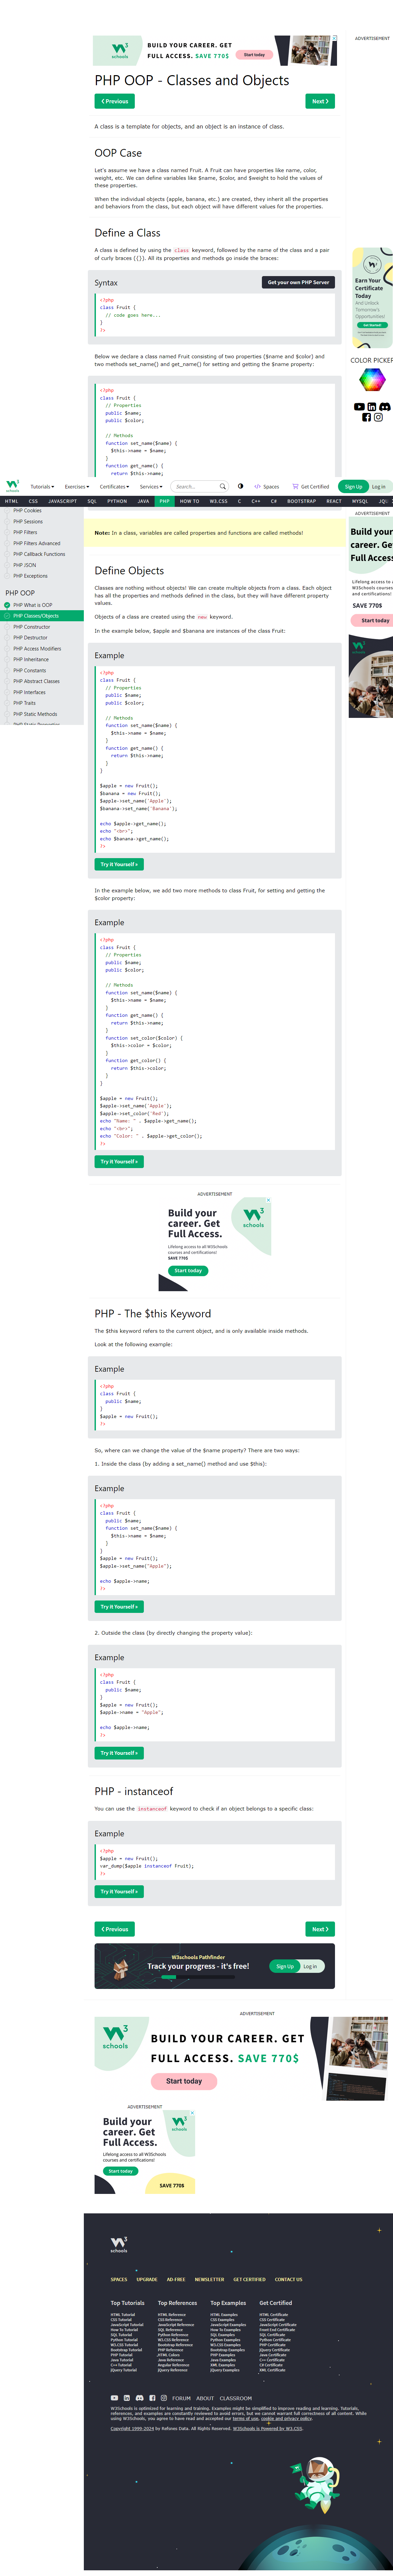 ADVERTISEMENT
W3
schools
BUILD YOUR CAREER. GET
FULL ACCESS. SAVE 770$
Start today
PHP OOP - Classes and Objects
❮ Previous
Next ❯
A class is a template for objects, and an object is an instance of class.
OOP Case
Let's assume we have a class named Fruit. A Fruit can have properties like name, color,
weight, etc. We can define variables like $name, $color, and $weight to hold the values of
these properties.
When the individual objects (apple, banana, etc.) are created, they inherit all the properties
and behaviors from the class, but each object will have different values for the properties.
Define a Class
A class is defined by using the class keyword, followed by the name of the class and a pair
of curly braces ({}). All its properties and methods go inside the braces:
Syntax
Get your own PHP Server
<?php
class Fruit {
// code goes here...
}
?>
Earn Your
Certificate
Today
And Unlock
Tomorrow's
Opportunities!
Get Started!
COLOR PICKER
Below we declare a class named Fruit consisting of two properties ($name and $color) and
two methods set_name() and get_name() for setting and getting the $name property:
<?php
class Fruit {
// Properties
public $name;
public $color;
// Methods
function set_name($name) {
$this->name = $name;
}
function get_name() {
return $this->name;
W3
schools
Tutorials
Exercises
Certificates
Services
Search...
Spaces
Get Certified
Sign Up
Log in
HTML CSS JAVASCRIPT SQL PYTHON JAVA PHP HOW TO W3.CSS C C++ C# BOOTSTRAP REACT MYSQL
PHP Cookies
PHP Sessions
PHP Filters
PHP Filters Advanced
PHP Callback Functions
PHP JSON
PHP Exceptions
PHP OOP
PHP What is OOP
PHP Classes/Objects
PHP Constructor
PHP Destructor
PHP Access Modifiers
PHP Inheritance
PHP Constants
PHP Abstract Classes
PHP Interfaces
PHP Traits
PHP Static Methods
ADVERTISEMENT
Build your
career. Get
Full Access.
Lifelong access to
and certifications!
SAVE 770$
Start today
Note: In a class, variables are called properties and functions are called methods!
Define Objects
Classes are nothing without objects! We can create multiple objects from a class. Each object
has all the properties and methods defined in the class, but they will have different property
values.
Objects of a class are created using the new keyword.
In the example below, $apple and $banana are instances of the class Fruit:
Example
<?php
class Fruit {
// Properties
public $name;
public $color;
// Methods
function set_name($name) {
$this->name = $name;
}
function get_name() {
return $this->name;
}
}
$apple = new Fruit();
$banana = new Fruit();
$apple->set_name('Apple');
$banana->set_name('Banana');
echo $apple->get_name();
echo "<br>";
echo $banana->get_name();
?>
Try it Yourself »
In the example below, we add two more methods to class Fruit, for setting and getting the
$color property:
Example
<?php
class Fruit {
// Properties
public $name;
public $color;
// Methods
function set_name($name) {
$this->name = $name;
}
function get_name() {
return $this->name;
}
function set_color($color) {
$this->color = $color;
}
function get_color() {
return $this->color;
}
}
$apple = new Fruit();
$apple->set_name('Apple');
$apple->set_color('Red');
echo "Name: " . $apple->get_name();
echo "<br>";
echo "Color: " . $apple->get_color();
?>
Try it Yourself »
ADVERTISEMENT
Build your
career. Get
Full Access.
Lifelong access to all W3Schools
courses and certifications!
SAVE 770$
Start today
W3
schools
PHP - The $this Keyword
The $this keyword refers to the current object, and is only available inside methods.
Look at the following example:
Example
<?php
class Fruit {
public $name;
}
$apple = new Fruit();
?>
So, where can we change the value of the $name property? There are two ways:
1. Inside the class (by adding a set_name() method and use $this):
Example
<?php
class Fruit {
public $name;
function set_name($name) {
$this->name = $name;
}
}
$apple = new Fruit();
$apple->set_name("Apple");
echo $apple->name;
?>
Try it Yourself »
2. Outside the class (by directly changing the property value):
Example
<?php
class Fruit {
public $name;
}
$apple = new Fruit();
$apple->name = "Apple";
echo $apple->name;
?>
Try it Yourself »
PHP - instanceof
You can use the instanceof keyword to check if an object belongs to a specific class:
Example
<?php
$apple = new Fruit();
var_dump($apple instanceof Fruit);
?>
Try it Yourself »
❮ Previous
Next ❯
W3schools Pathfinder
Track your progress - it's free!
Sign Up
Log in
ADVERTISEMENT
W3
schools
BUILD YOUR CAREER. GET
FULL ACCESS. SAVE 770$
Start today
ADVERTISEMENT
Build your
career. Get
Full Access.
Lifelong access to all W3Schools
courses and certifications!
Start today
SAVE 770$
W3
schools
W3
schools
SPACES UPGRADE AD-FREE NEWSLETTER GET CERTIFIED CONTACT US
Top Tutorials
HTML Tutorial
CSS Tutorial
JavaScript Tutorial
How To Tutorial
SQL Tutorial
Python Tutorial
W3.CSS Tutorial
Bootstrap Tutorial
PHP Tutorial
Java Tutorial
C++ Tutorial
jQuery Tutorial
Top References
HTML Reference
CSS Reference
JavaScript Reference
SQL Reference
Python Reference
W3.CSS Reference
Bootstrap Reference
PHP Reference
HTML Colors
Java Reference
Angular Reference
jQuery Reference
Top Examples
HTML Examples
CSS Examples
JavaScript Examples
How To Examples
SQL Examples
Python Examples
W3.CSS Examples
Bootstrap Examples
PHP Examples
Java Examples
XML Examples
jQuery Examples
Get Certified
HTML Certificate
CSS Certificate
JavaScript Certificate
Front End Certificate
SQL Certificate
Python Certificate
PHP Certificate
jQuery Certificate
Java Certificate
C++ Certificate
C# Certificate
XML Certificate
FORUM ABOUT CLASSROOM
W3Schools is optimized for learning and training. Examples might be simplified to improve reading and learning. Tutorials,
references, and examples are constantly reviewed to avoid errors, but we cannot warrant full correctness of all content. While
using W3Schools, you agree to have read and accepted our terms of use, cookie and privacy policy.
Copyright 1999-2024 by Refsnes Data. All Rights Reserved. W3Schools is Powered by W3.CSS.